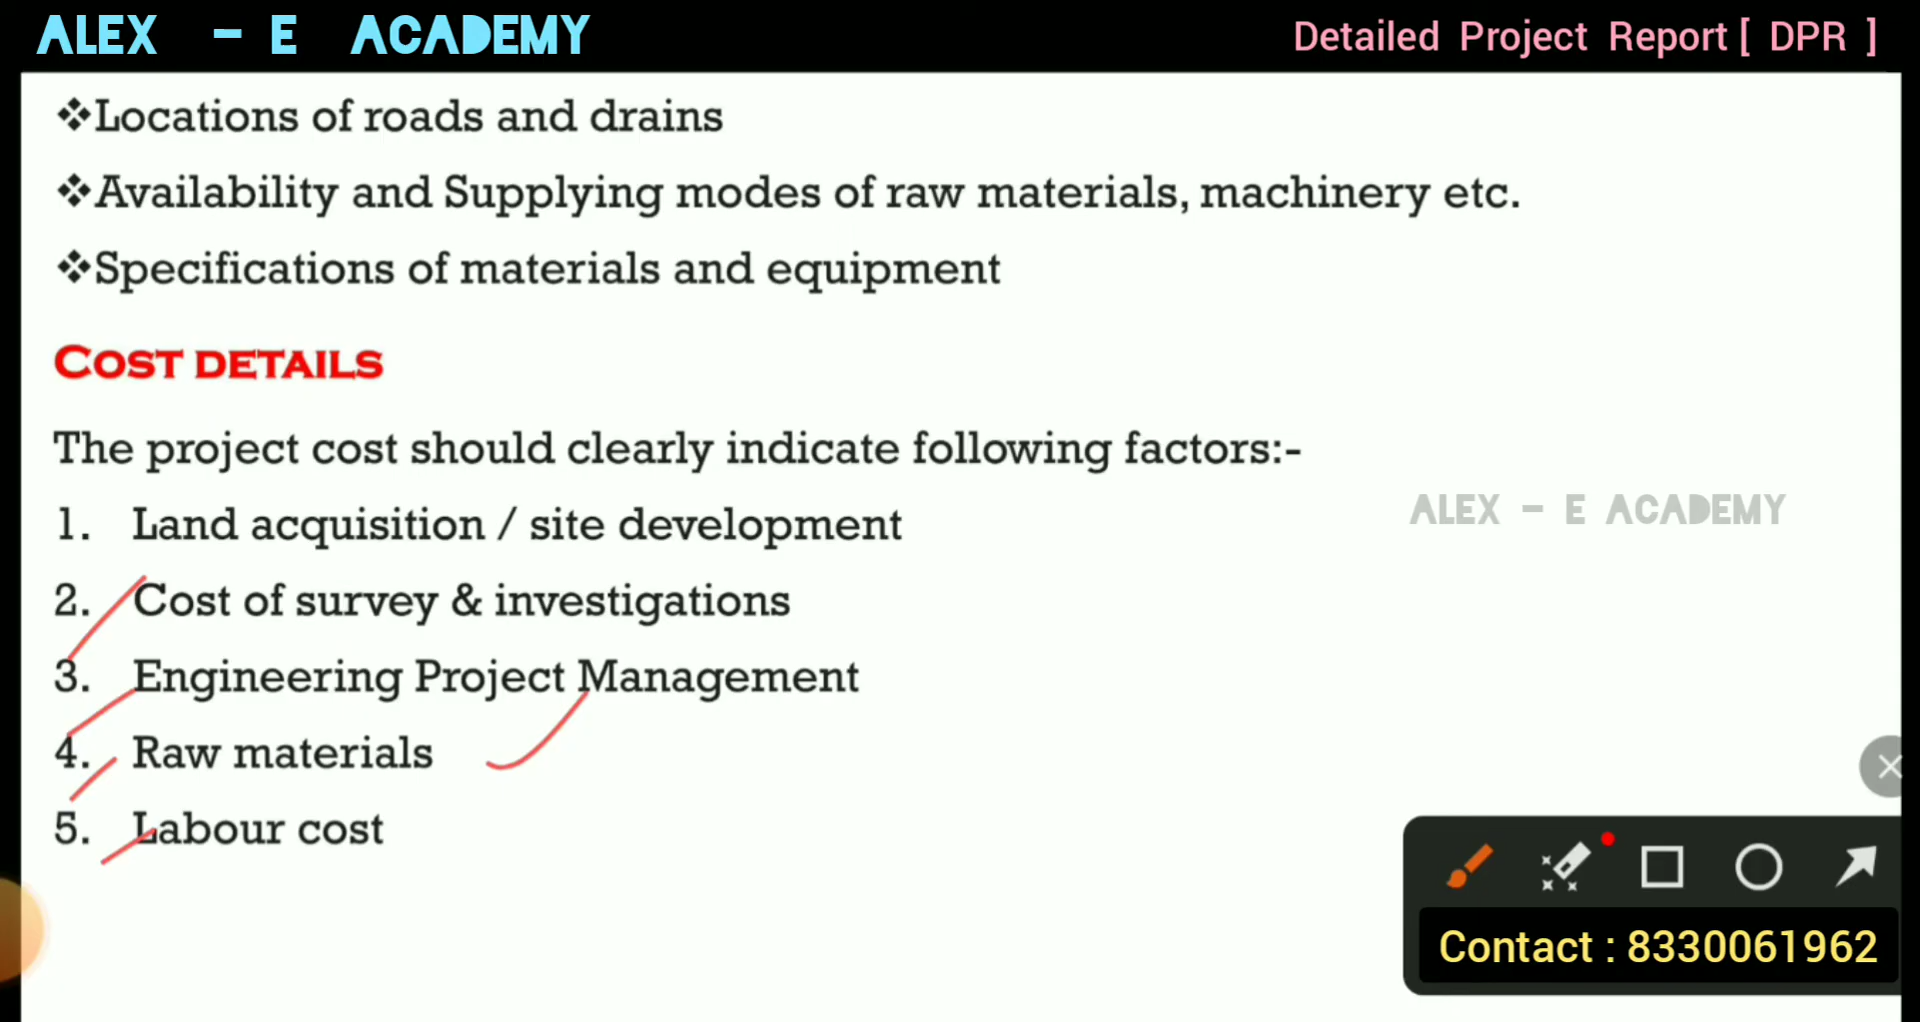 ALEX - E ACADEMY
Detailed Project Report [ DPR ]
❖Locations of roads and drains
❖Availability and Supplying modes of raw materials, machinery etc.
❖Specifications of materials and equipment
COST DETAILS
The project cost should clearly indicate following factors:-
1. Land acquisition / site development
ALEX - E ACADEMY
2. Cost of survey & investigations
3. Engineering Project Management
4. Raw materials
5. Labour cost
Contact : 8330061962